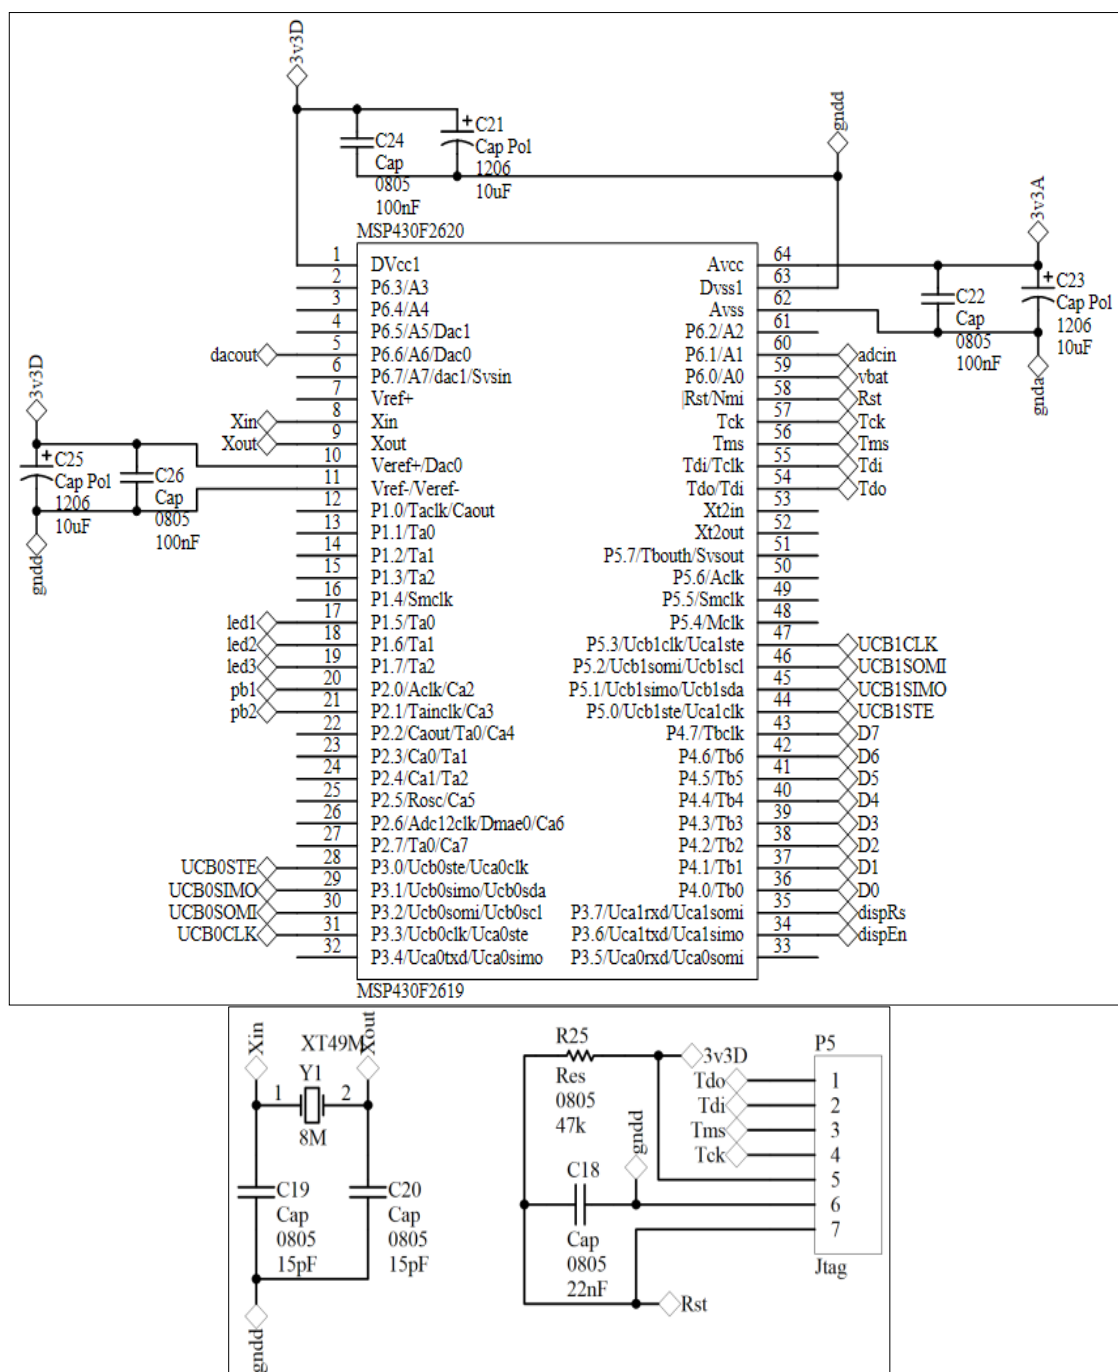 3v3D
C24
Cap
0805
100nF
C21
Cap Pol
1206
10uF
gndd
3v3A
C22
Cap
0805
100nF
C23
Cap Pol
1206
10uF
gnda
MSP430F2620
1 DVcc1
2 P6.3/A3
3 P6.4/A4
4 P6.5/A5/Dac1
dacout 5 P6.6/A6/Dac0
6 P6.7/A7/dac1/Svsin
7 Vref+
Xin 8 Xin
Xout 9 Xout
10 Veref+/Dac0
11 Vref-/Veref-
12 P1.0/Taclk/Caout
13 P1.1/Ta0
14 P1.2/Ta1
15 P1.3/Ta2
16 P1.4/Smclk
led1 17 P1.5/Ta0
led2 18 P1.6/Ta1
led3 19 P1.7/Ta2
pb1 20 P2.0/Aclk/Ca2
pb2 21 P2.1/Tainclk/Ca3
22 P2.2/Caout/Ta0/Ca4
23 P2.3/Ca0/Ta1
24 P2.4/Ca1/Ta2
25 P2.5/Rosc/Ca5
26 P2.6/Adc12clk/Dmae0/Ca6
27 P2.7/Ta0/Ca7
UCB0STE 28 P3.0/Ucb0ste/Uca0clk
UCB0SIMO 29 P3.1/Ucb0simo/Ucb0sda
UCB0SOMI 30 P3.2/Ucb0somi/Ucb0scl
UCB0CLK 31 P3.3/Ucb0clk/Uca0ste
32 P3.4/Uca0txd/Uca0simo
Avcc 64
Dvss1 63
Avss 62
P6.2/A2 61
P6.1/A1 60 adcin
P6.0/A0 59 vbat
Rst/Nmi 58 Rst
Tck 57 Tck
Tms 56 Tms
Tdi/Tclk 55 Tdi
Tdo/Tdi 54 Tdo
Xt2in 53
Xt2out 52
P5.7/Tbouth/Svsout 51
P5.6/Aclk 50
P5.5/Smclk 49
P5.4/Mclk 48
P5.3/Ucb1clk/Uca1ste 47 UCB1CLK
P5.2/Ucb1somi/Ucb1scl 46 UCB1SOMI
P5.1/Ucb1simo/Ucb1sda 45 UCB1SIMO
P5.0/Ucb1ste/Uca1clk 44 UCB1STE
P4.7/Tbclk 43 D7
P4.6/Tb6 42 D6
P4.5/Tb5 41 D5
P4.4/Tb4 40 D4
P4.3/Tb3 39 D3
P4.2/Tb2 38 D2
P4.1/Tb1 37 D1
P4.0/Tb0 36 D0
P3.7/Uca1rxd/Uca1somi 35 dispRs
P3.6/Uca1txd/Uca1simo 34 dispEn
P3.5/Uca0rxd/Uca0somi 33
MSP430F2619
3v3D
C25
Cap Pol
1206
10uF
C26
Cap
0805
100nF
gndd
Xin
XT49M
Xout
Y1
1 2
8M
C19
Cap
0805
15pF
C20
Cap
0805
15pF
gndd
R25
Res
0805
47k
3v3D
gndd
C18
Cap
0805
22nF
Rst
P5
Tdo 1
Tdi 2
Tms 3
Tck 4
5
6
7
Jtag